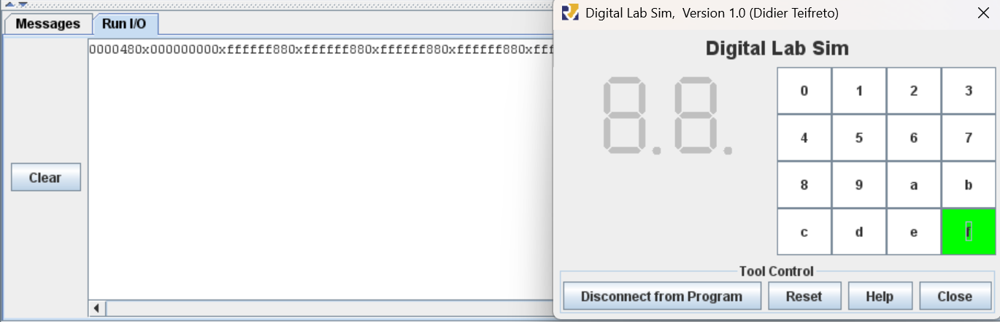 Messages
Run I/O
0000480x000000000xffffff880xffffff880xffffff880xffffff880xfff
Clear
Digital Lab Sim, Version 1.0 (Didier Teifreto)
Digital Lab Sim
8.8.
0 1 2 3
4 5 6 7
8 9 a b
c d e f
Tool Control
Disconnect from Program
Reset
Help
Close